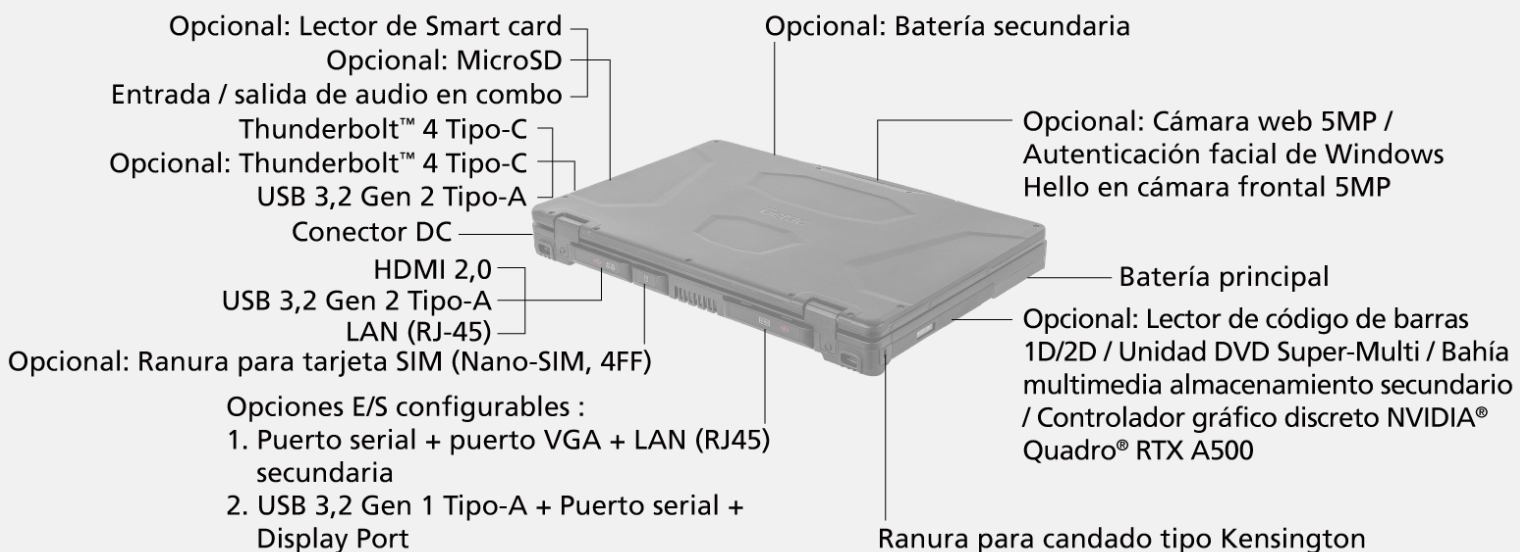 Opcional: Lector de Smart card
Opcional: MicroSD
Entrada / salida de audio en combo
Thunderbolt™ 4 Tipo-C
Opcional: Thunderbolt™ 4 Tipo-C
USB 3,2 Gen 2 Tipo-A
Conector DC
HDMI 2,0
USB 3,2 Gen 2 Tipo-A
LAN (RJ-45)
Opcional: Ranura para tarjeta SIM (Nano-SIM, 4FF)
Opciones E/S configurables :
1. Puerto serial + puerto VGA + LAN (RJ45)
secundaria
2. USB 3,2 Gen 1 Tipo-A + Puerto serial +
Display Port
Opcional: Batería secundaria
Opcional: Cámara web 5MP /
Autenticación facial de Windows
Hello en cámara frontal 5MP
Getac
Batería principal
Opcional: Lector de código de barras
1D/2D / Unidad DVD Super-Multi / Bahía
multimedia almacenamiento secundario
/ Controlador gráfico discreto NVIDIA®
Quadro® RTX A500
Ranura para candado tipo Kensington